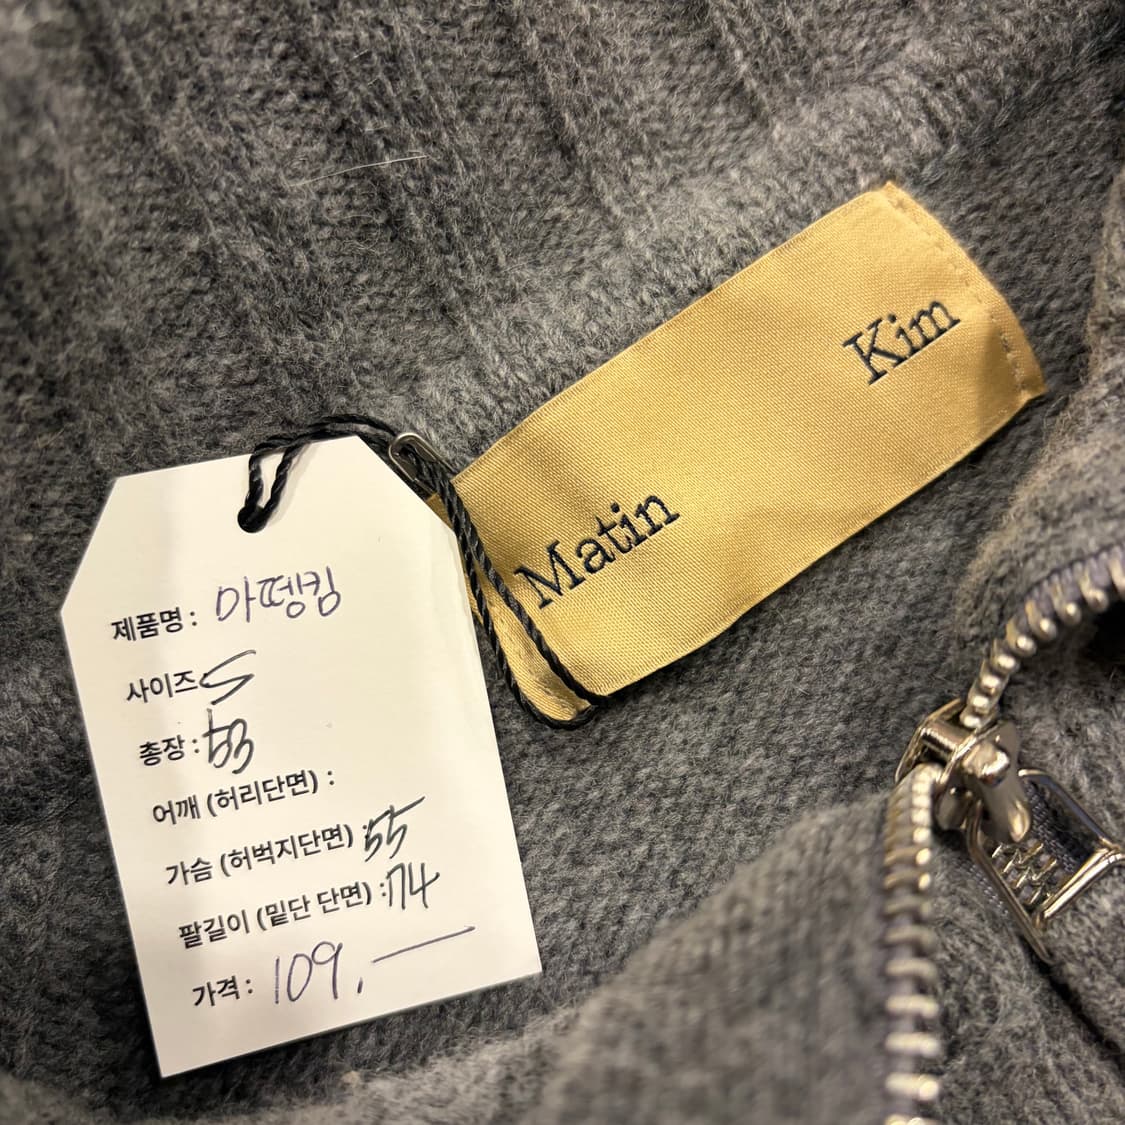 Matin Kim
제품명 : 마뗑킴
사이즈 S
총장 : 53
어깨 (허리단면) :
가슴 (허벅지단면) : 55
팔길이 (밑단 단면) : 74
가격 : 109,—